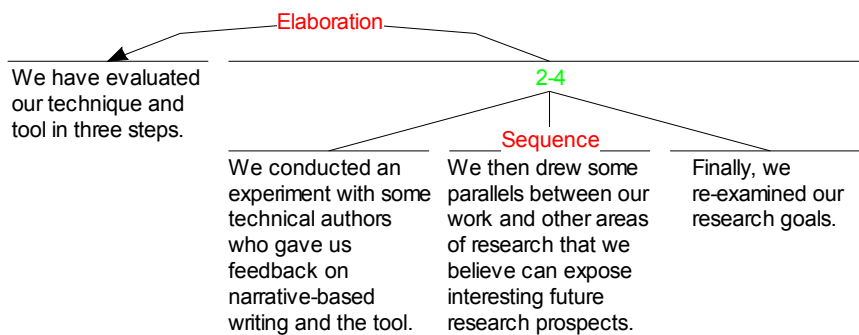 Elaboration
We have evaluated
our technique and
tool in three steps.
2-4
Sequence
We conducted an
experiment with some
technical authors
who gave us
feedback on
narrative-based
writing and the tool.
We then drew some
parallels between our
work and other areas
of research that we
believe can expose
interesting future
research prospects.
Finally, we
re-examined our
research goals.